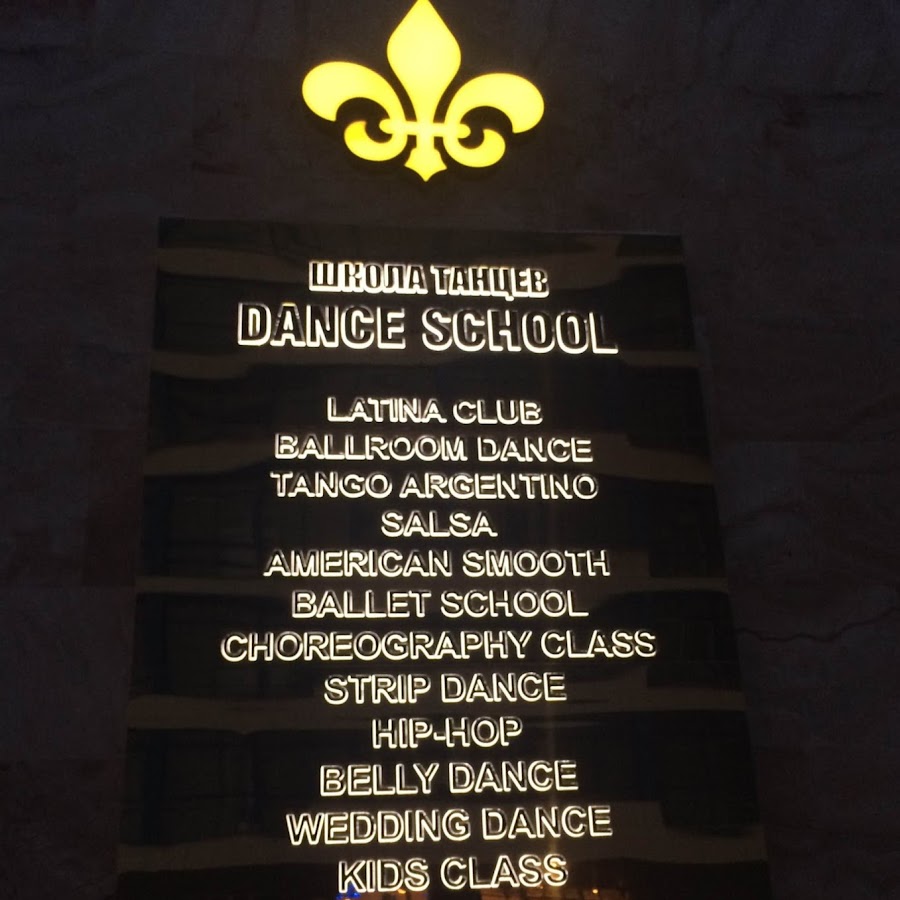 ШКОЛА ТАНЦЕВ
DANCE SCHOOL
LATINA CLUB
BALLROOM DANCE
TANGO ARGENTINO
SALSA
AMERICAN SMOOTH
BALLET SCHOOL
CHOREOGRAPHY CLASS
STRIP DANCE
HIP-HOP
BELLY DANCE
WEDDING DANCE
KIDS CLASS